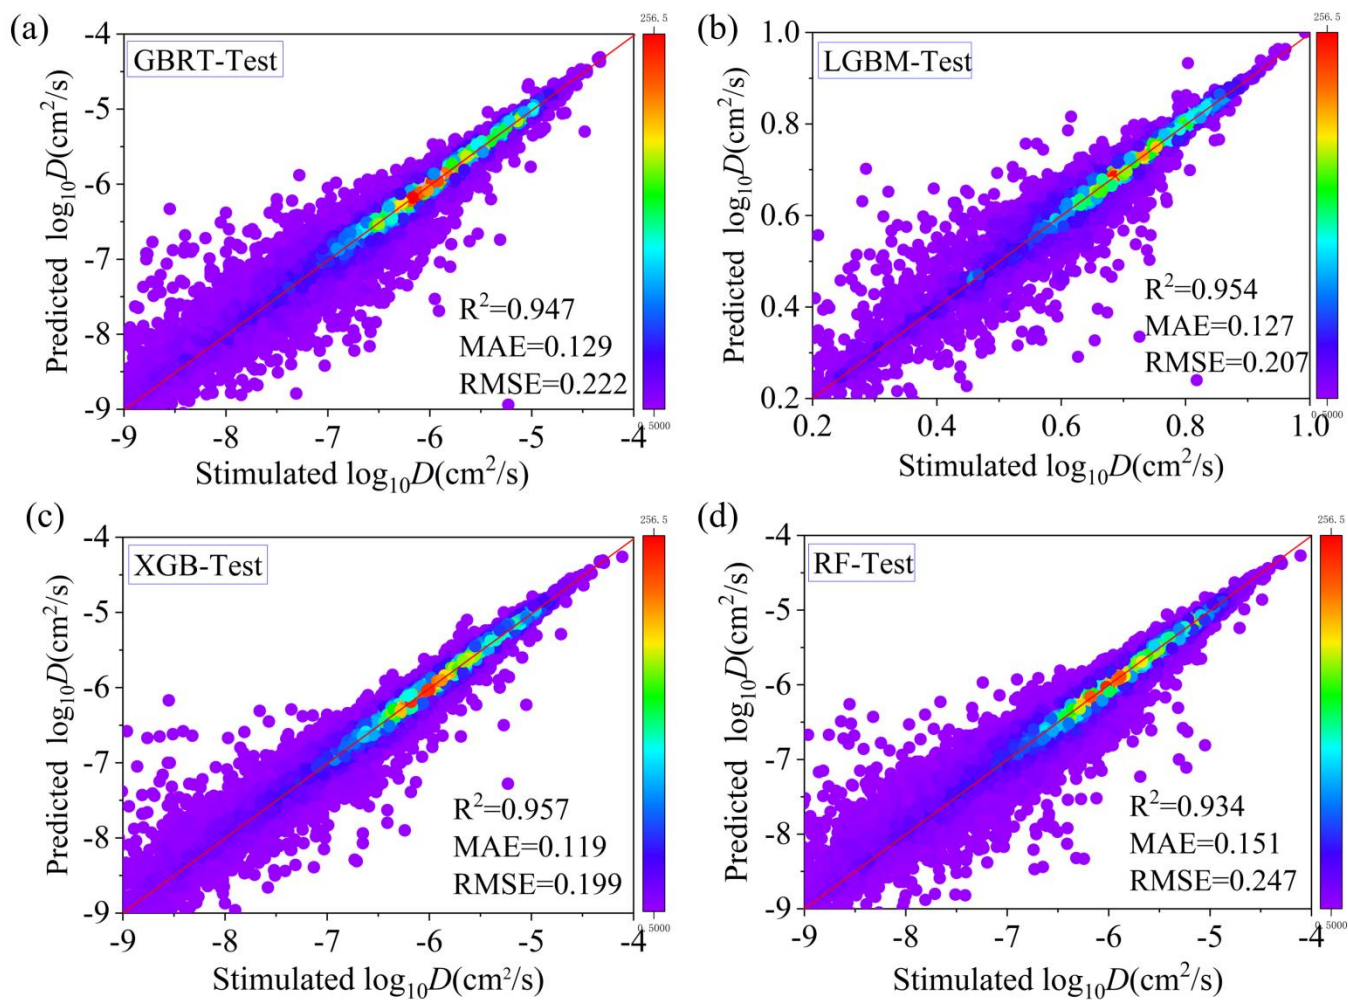 (a)
GBRT-Test
Predicted log₁₀D(cm²/s)
-4
-5
-6
-7
-8
-9
-9
-8
-7
-6
-5
-4
Stimulated log₁₀D(cm²/s)
R²=0.947
MAE=0.129
RMSE=0.222
256.5
0.5000
(b)
LGBM-Test
Predicted log₁₀D(cm²/s)
1.0
0.8
0.6
0.4
0.2
0.2
0.4
0.6
0.8
1.0
Stimulated log₁₀D(cm²/s)
R²=0.954
MAE=0.127
RMSE=0.207
256.5
0.5000
(c)
XGB-Test
Predicted log₁₀D(cm²/s)
-4
-5
-6
-7
-8
-9
-9
-8
-7
-6
-5
-4
Stimulated log₁₀D(cm²/s)
R²=0.957
MAE=0.119
RMSE=0.199
256.5
0.5000
(d)
RF-Test
Predicted log₁₀D(cm²/s)
-4
-5
-6
-7
-8
-9
-9
-8
-7
-6
-5
-4
Stimulated log₁₀D(cm²/s)
R²=0.934
MAE=0.151
RMSE=0.247
256.5
0.5000